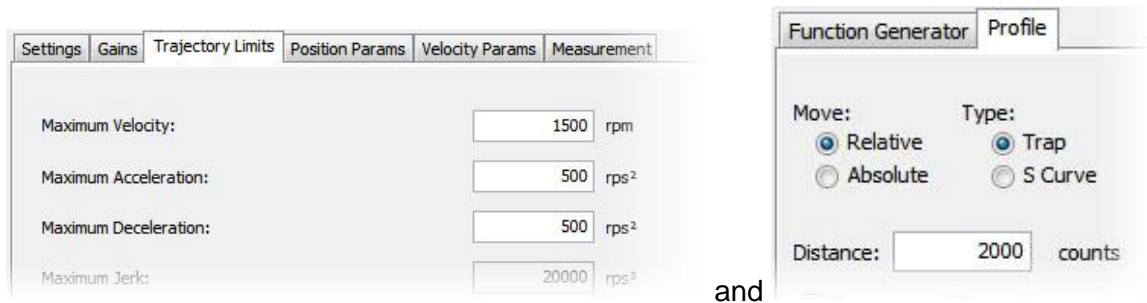 Settings Gains Trajectory Limits Position Params Velocity Params Measurement
Maximum Velocity: 1500 rpm
Maximum Acceleration: 500 rps²
Maximum Deceleration: 500 rps²
Maximum Jerk: 20000 rps³
and
Function Generator Profile
Move: Type:
Relative Trap
Absolute S Curve
Distance: 2000 counts